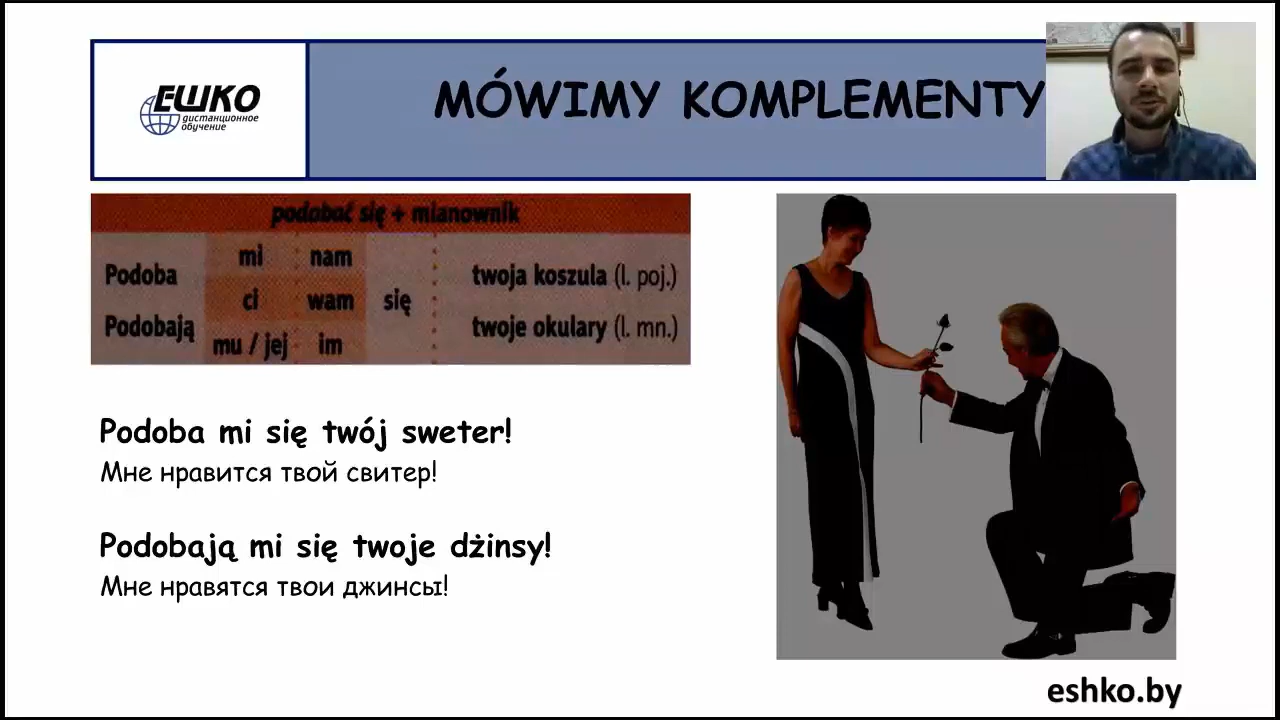 ЕШКО
дистанционное
обучение
MÓWIMY KOMPLEMENTY
podobać się + mianownik
Podoba
Podobają
mi nam
ci wam
mu / jej im
się
twoja koszula (l. poj.)
twoje okulary (l. mn.)
Podoba mi się twój sweter!
Мне нравится твой свитер!
Podobają mi się twoje dżinsy!
Мне нравятся твои джинсы!
eshko.by